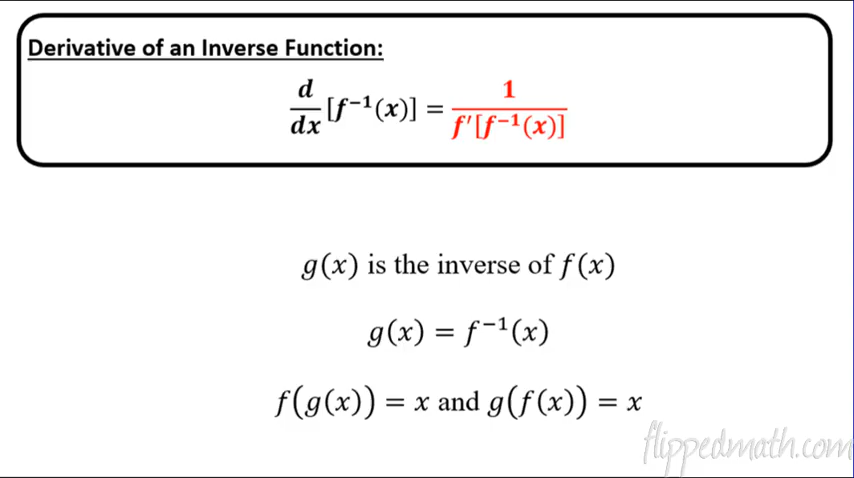 Derivative of an Inverse Function:
d/dx [f⁻¹(x)] = 1/f′[f⁻¹(x)]
g(x) is the inverse of f(x)
g(x) = f⁻¹(x)
f(g(x)) = x and g(f(x)) = x
flippedmath.com